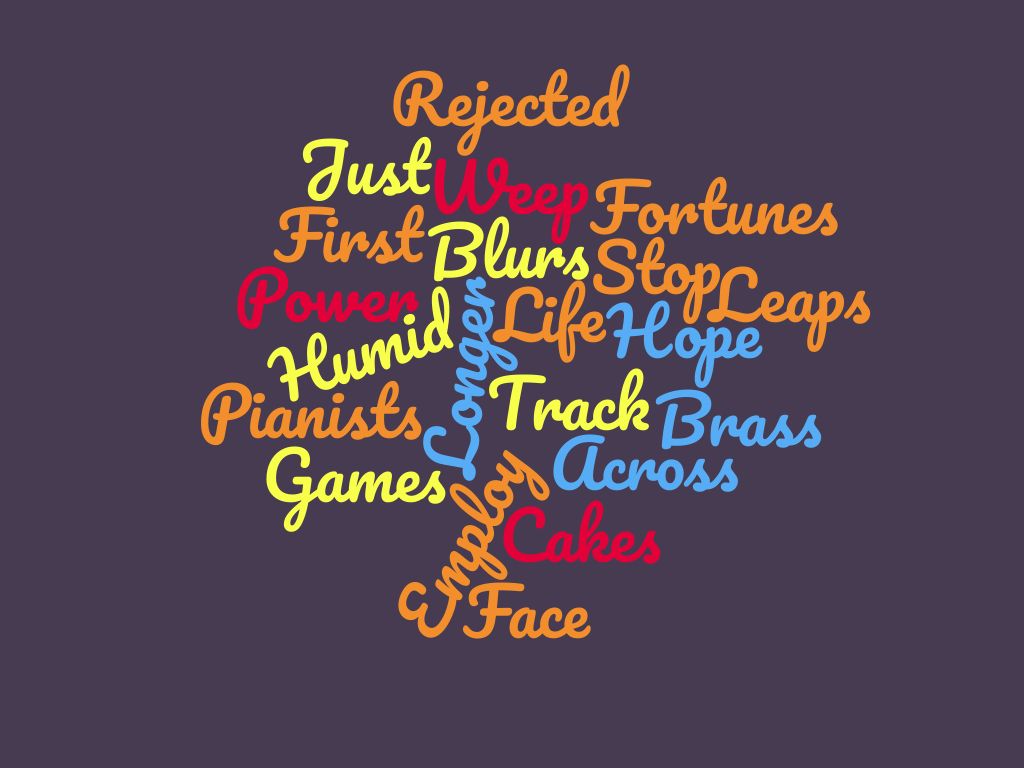 Rejected
Just
Weep
Fortunes
First
Blurs
Stop
Leaps
Power
Life
Hope
Humid
Longer
Track
Pianists
Brass
Across
Games
Employ
Cakes
Face